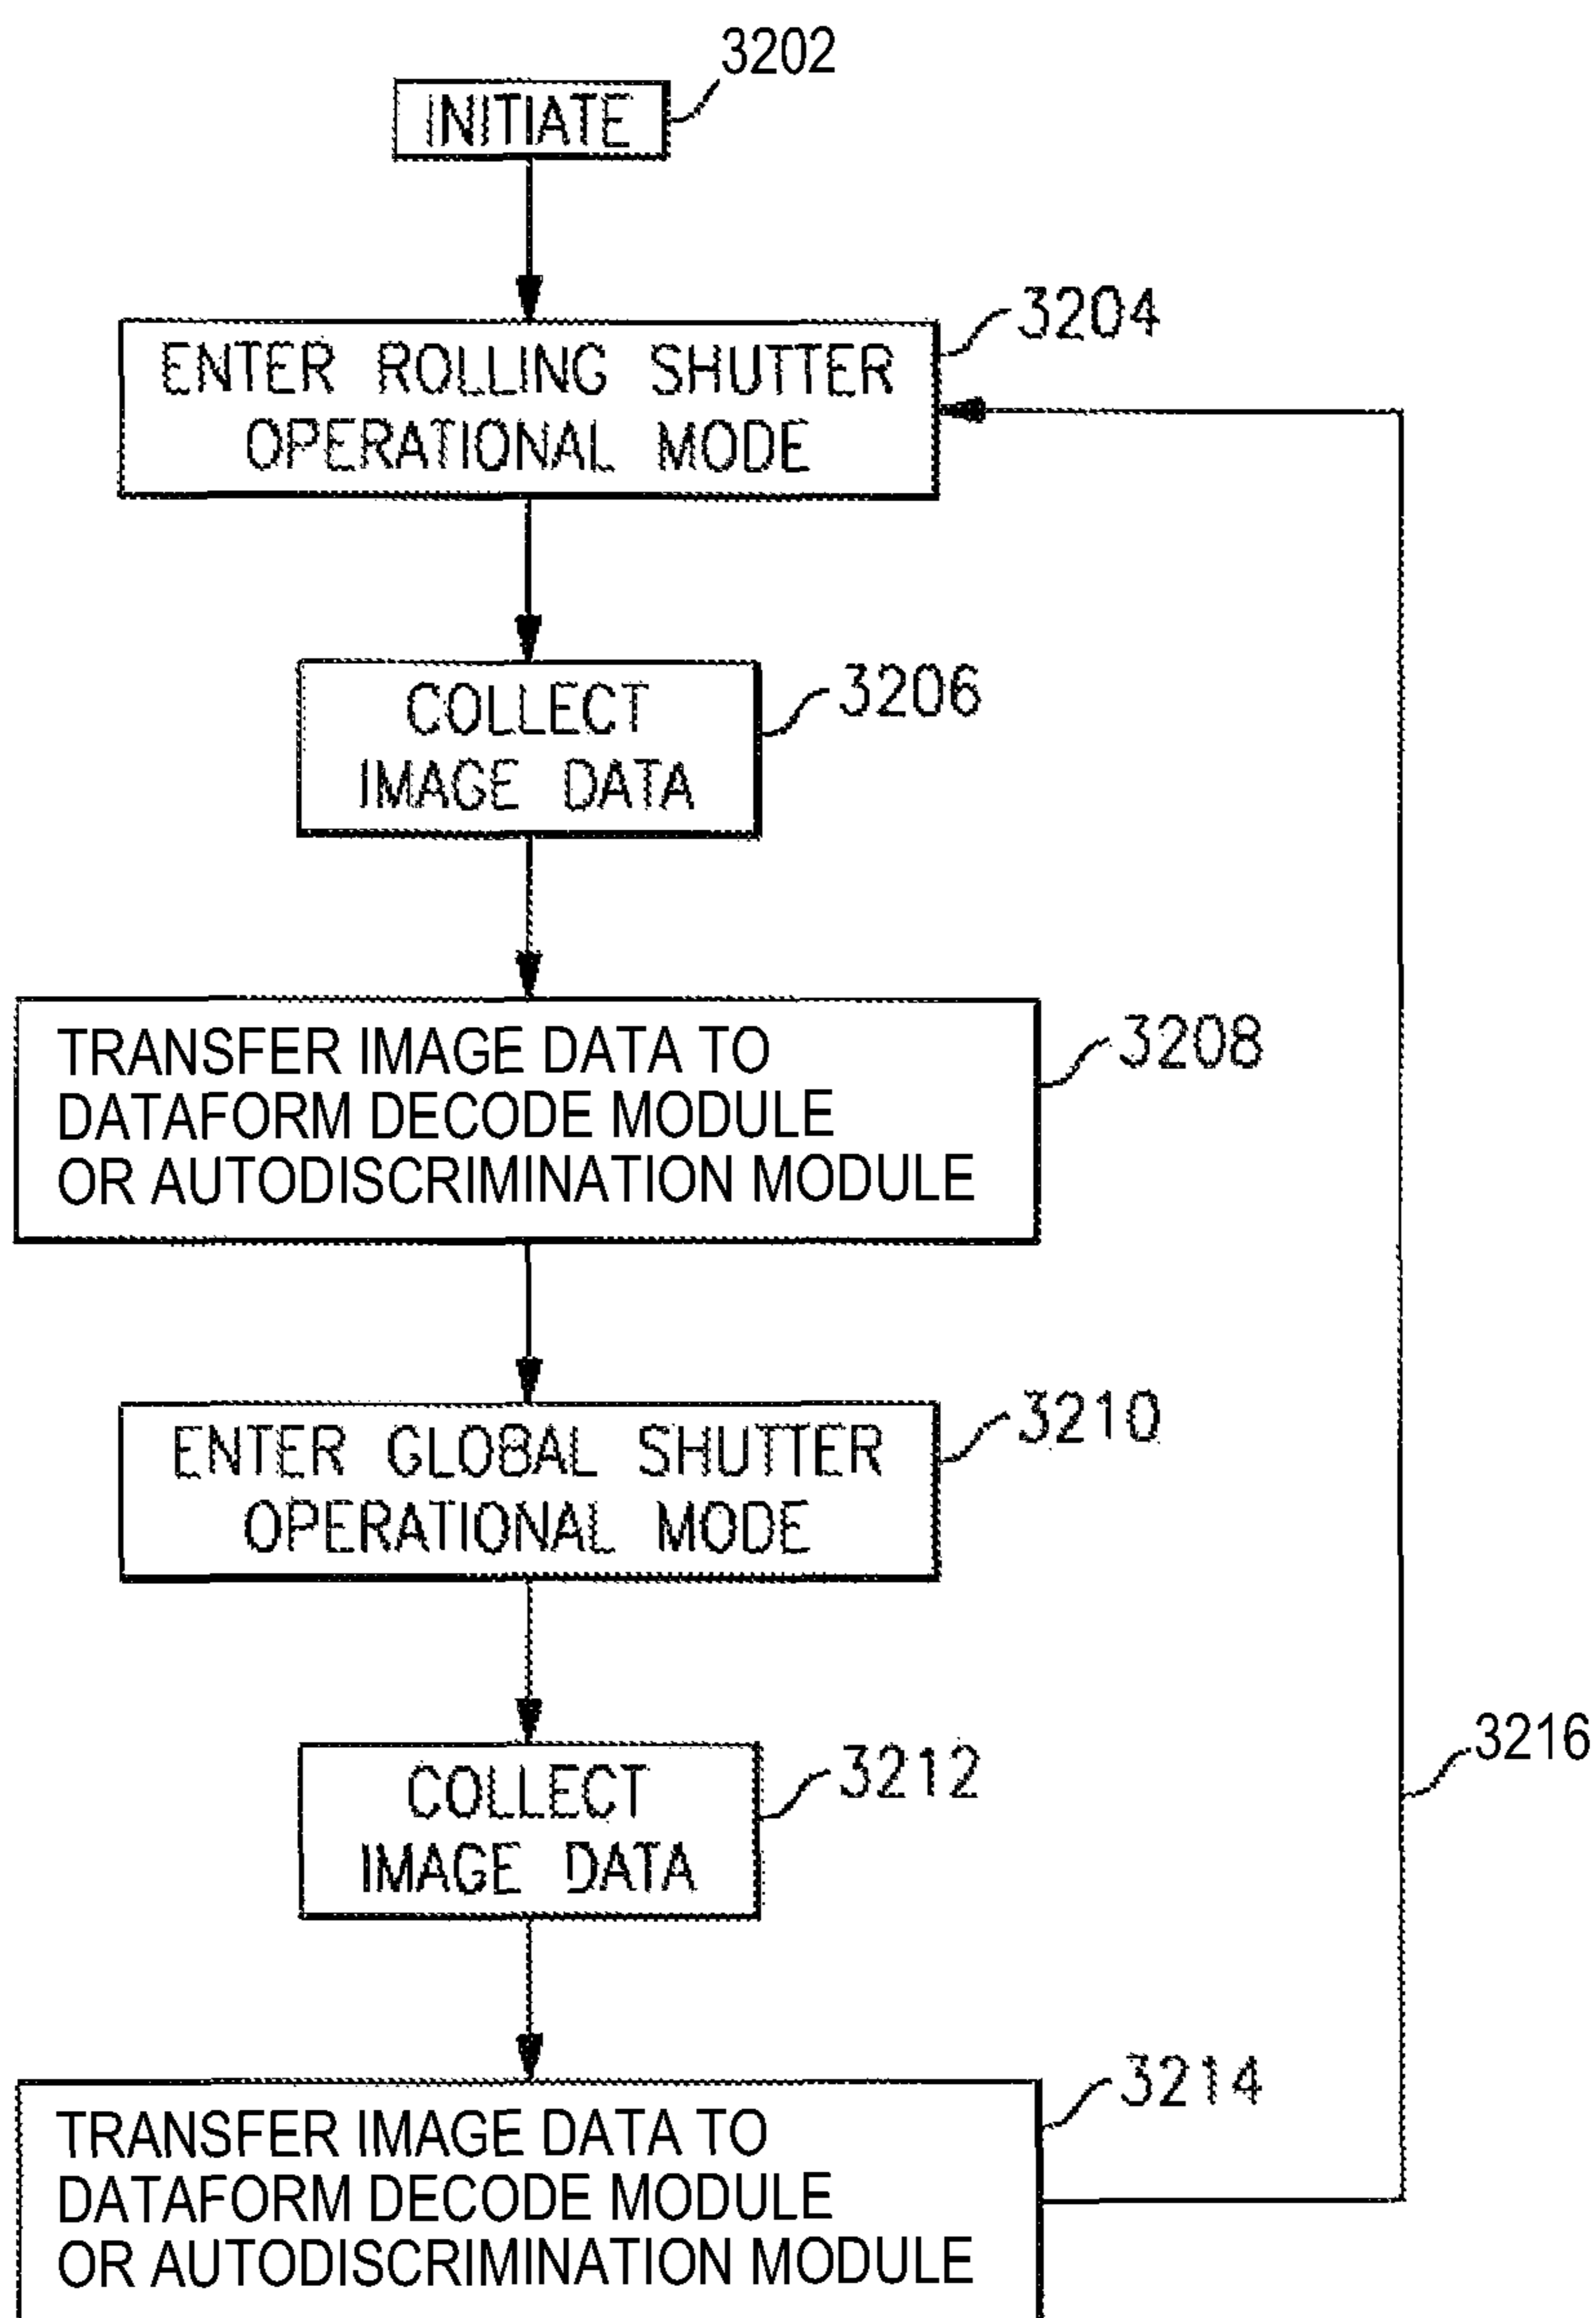 3202
INITIATE
3204
ENTER ROLLING SHUTTER
OPERATIONAL MODE
3206
COLLECT
IMAGE DATA
3208
TRANSFER IMAGE DATA TO
DATAFORM DECODE MODULE
OR AUTODISCRIMINATION MODULE
3210
ENTER GLOBAL SHUTTER
OPERATIONAL MODE
3212
COLLECT
IMAGE DATA
3216
3214
TRANSFER IMAGE DATA TO
DATAFORM DECODE MODULE
OR AUTODISCRIMINATION MODULE